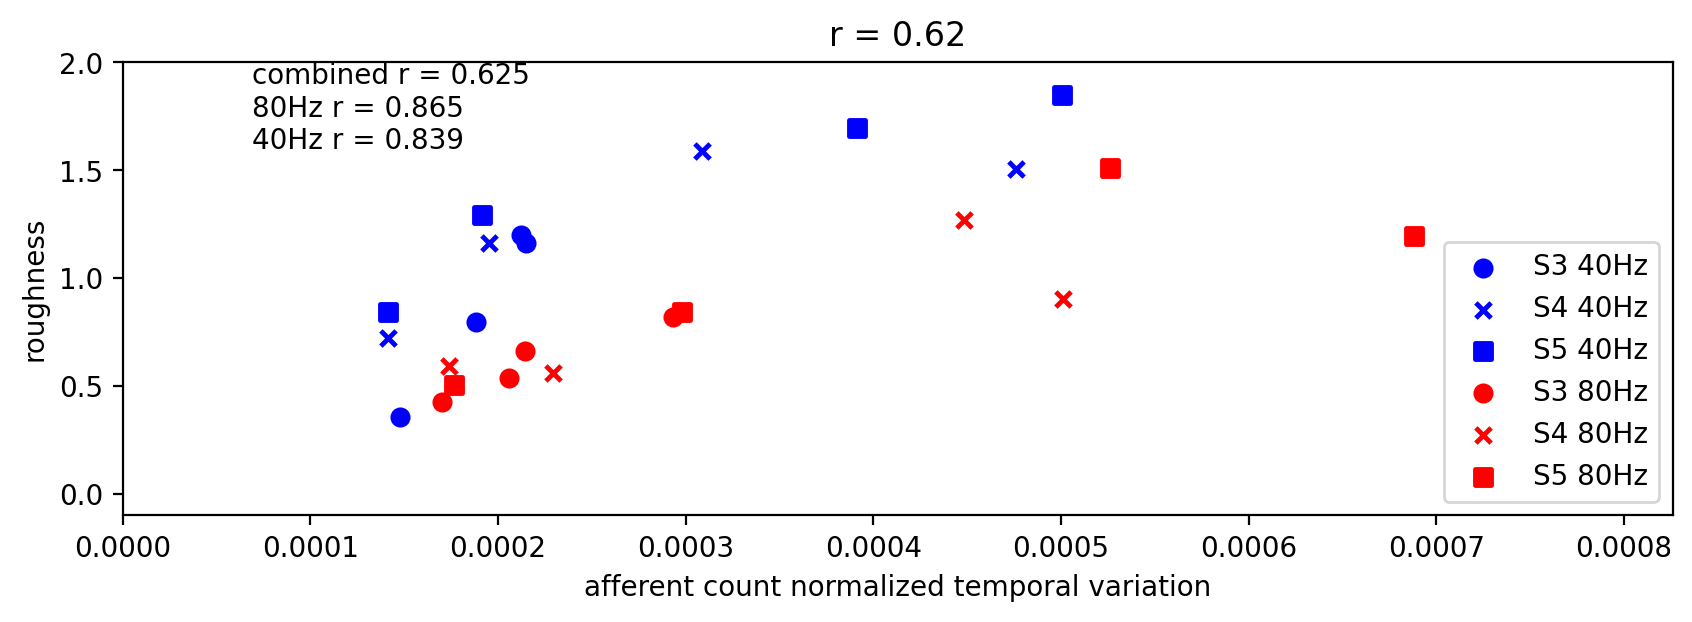 r = 0.62
combined r = 0.625
80Hz r = 0.865
40Hz r = 0.839
2.0
1.5
1.0
0.5
0.0
roughness
S3 40Hz
S4 40Hz
S5 40Hz
S3 80Hz
S4 80Hz
S5 80Hz
0.0000 0.0001 0.0002 0.0003 0.0004 0.0005 0.0006 0.0007 0.0008
afferent count normalized temporal variation